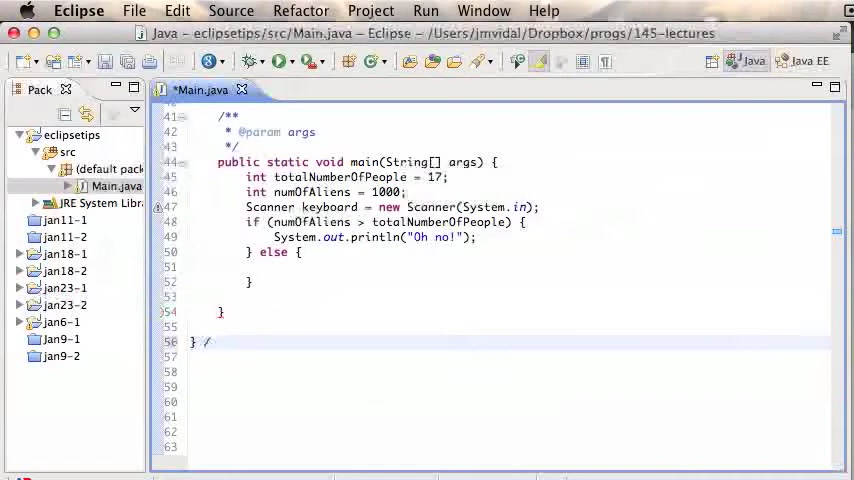 Eclipse File Edit Source Refactor Project Run Window Help
Java – eclipsetips/src/Main.java – Eclipse – /Users/jmvidal/Dropbox/progs/145-lectures
Java Java EE
Pack *Main.java
eclipsetips
src
(default pack
Main.java
JRE System Libra
jan11-1
jan11-2
jan18-1
jan18-2
jan23-1
jan23-2
jan6-1
Jan9-1
jan9-2
41 /**
42 * @param args
43 */
44 public static void main(String[] args) {
45 int totalNumberOfPeople = 17;
46 int numOfAliens = 1000;
47 Scanner keyboard = new Scanner(System.in);
48 if (numOfAliens > totalNumberOfPeople) {
49 System.out.println("Oh no!");
50 } else {
51
52 }
53
54 }
55
56 } /
57
58
59
60
61
62
63